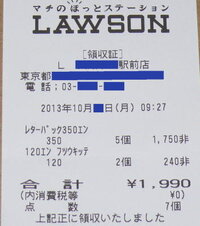 マチのほっとステーション
LAWSON
[領収証]
L 駅前店
東京都
電話：03- -
2013年10月 日(月) 09:27
レターパック350エン
350 5個 1,750非
120エン フツウキッテ
120 2個 240非
合計 ¥1,990
(内消費税等 ¥0)
点数 7個
上記正に領収いたしました